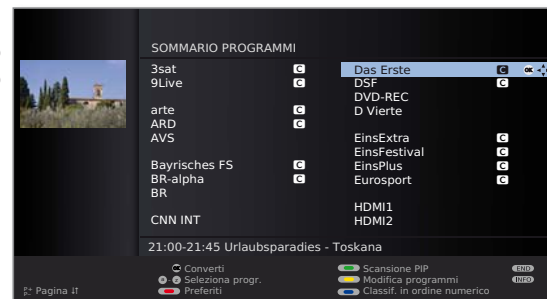 SOMMARIO PROGRAMMI
3sat C
9Live C
arte C
ARD C
AVS
Bayrisches FS C
BR-alpha C
BR
CNN INT
Das Erste C OK
DSF C
DVD-REC
D Vierte
EinsExtra C
EinsFestival C
EinsPlus C
Eurosport C
HDMI1
HDMI2
21:00-21:45 Urlaubsparadies - Toskana
OK Converti
Seleziona progr.
Preferiti
Scansione PIP
Modifica programmi
Classif. in ordine numerico
END
INFO
P+ P- Pagina